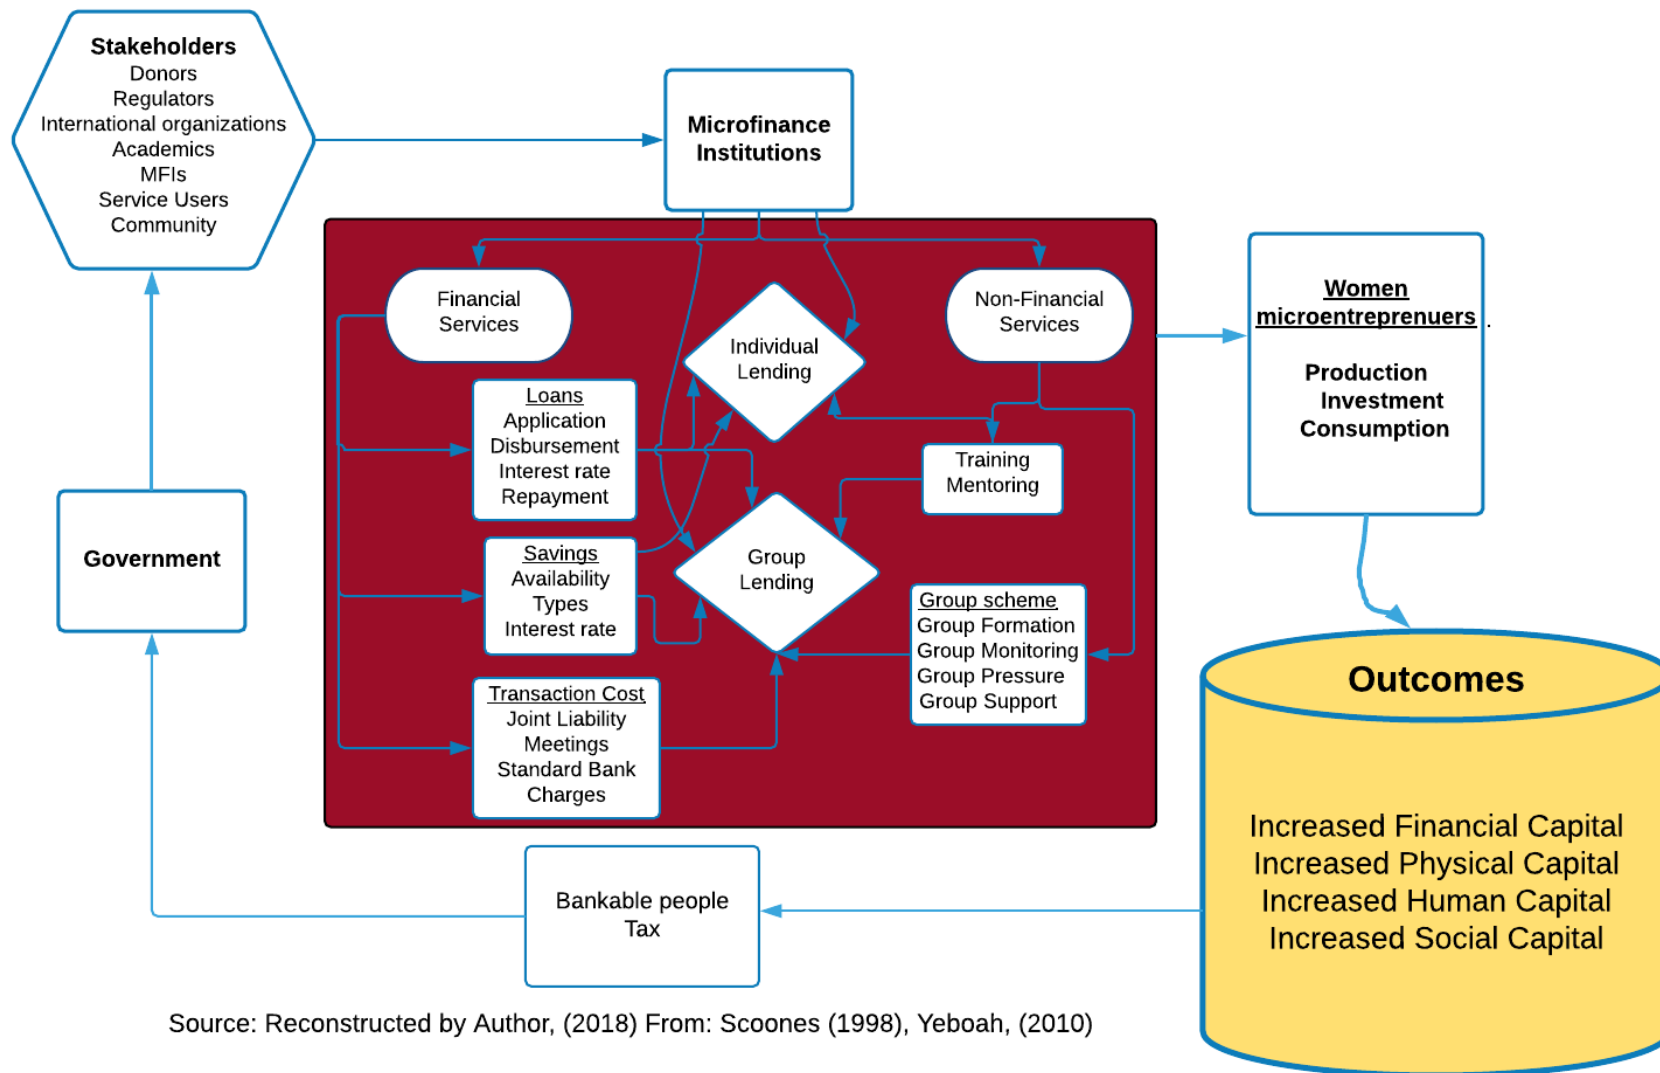 Stakeholders
Donors
Regulators
International organizations
Academics
MFIs
Service Users
Community
Microfinance
Institutions
Financial
Services
Non-Financial
Services
Individual
Lending
Loans
Application
Disbursement
Interest rate
Repayment
Training
Mentoring
Savings
Availability
Types
Interest rate
Group
Lending
Group scheme
Group Formation
Group Monitoring
Group Pressure
Group Support
Transaction Cost
Joint Liability
Meetings
Standard Bank
Charges
Women
microentreprenuers .
Production
Investment
Consumption
Government
Outcomes
Increased Financial Capital
Increased Physical Capital
Increased Human Capital
Increased Social Capital
Bankable people
Tax
Source: Reconstructed by Author, (2018) From: Scoones (1998), Yeboah, (2010)